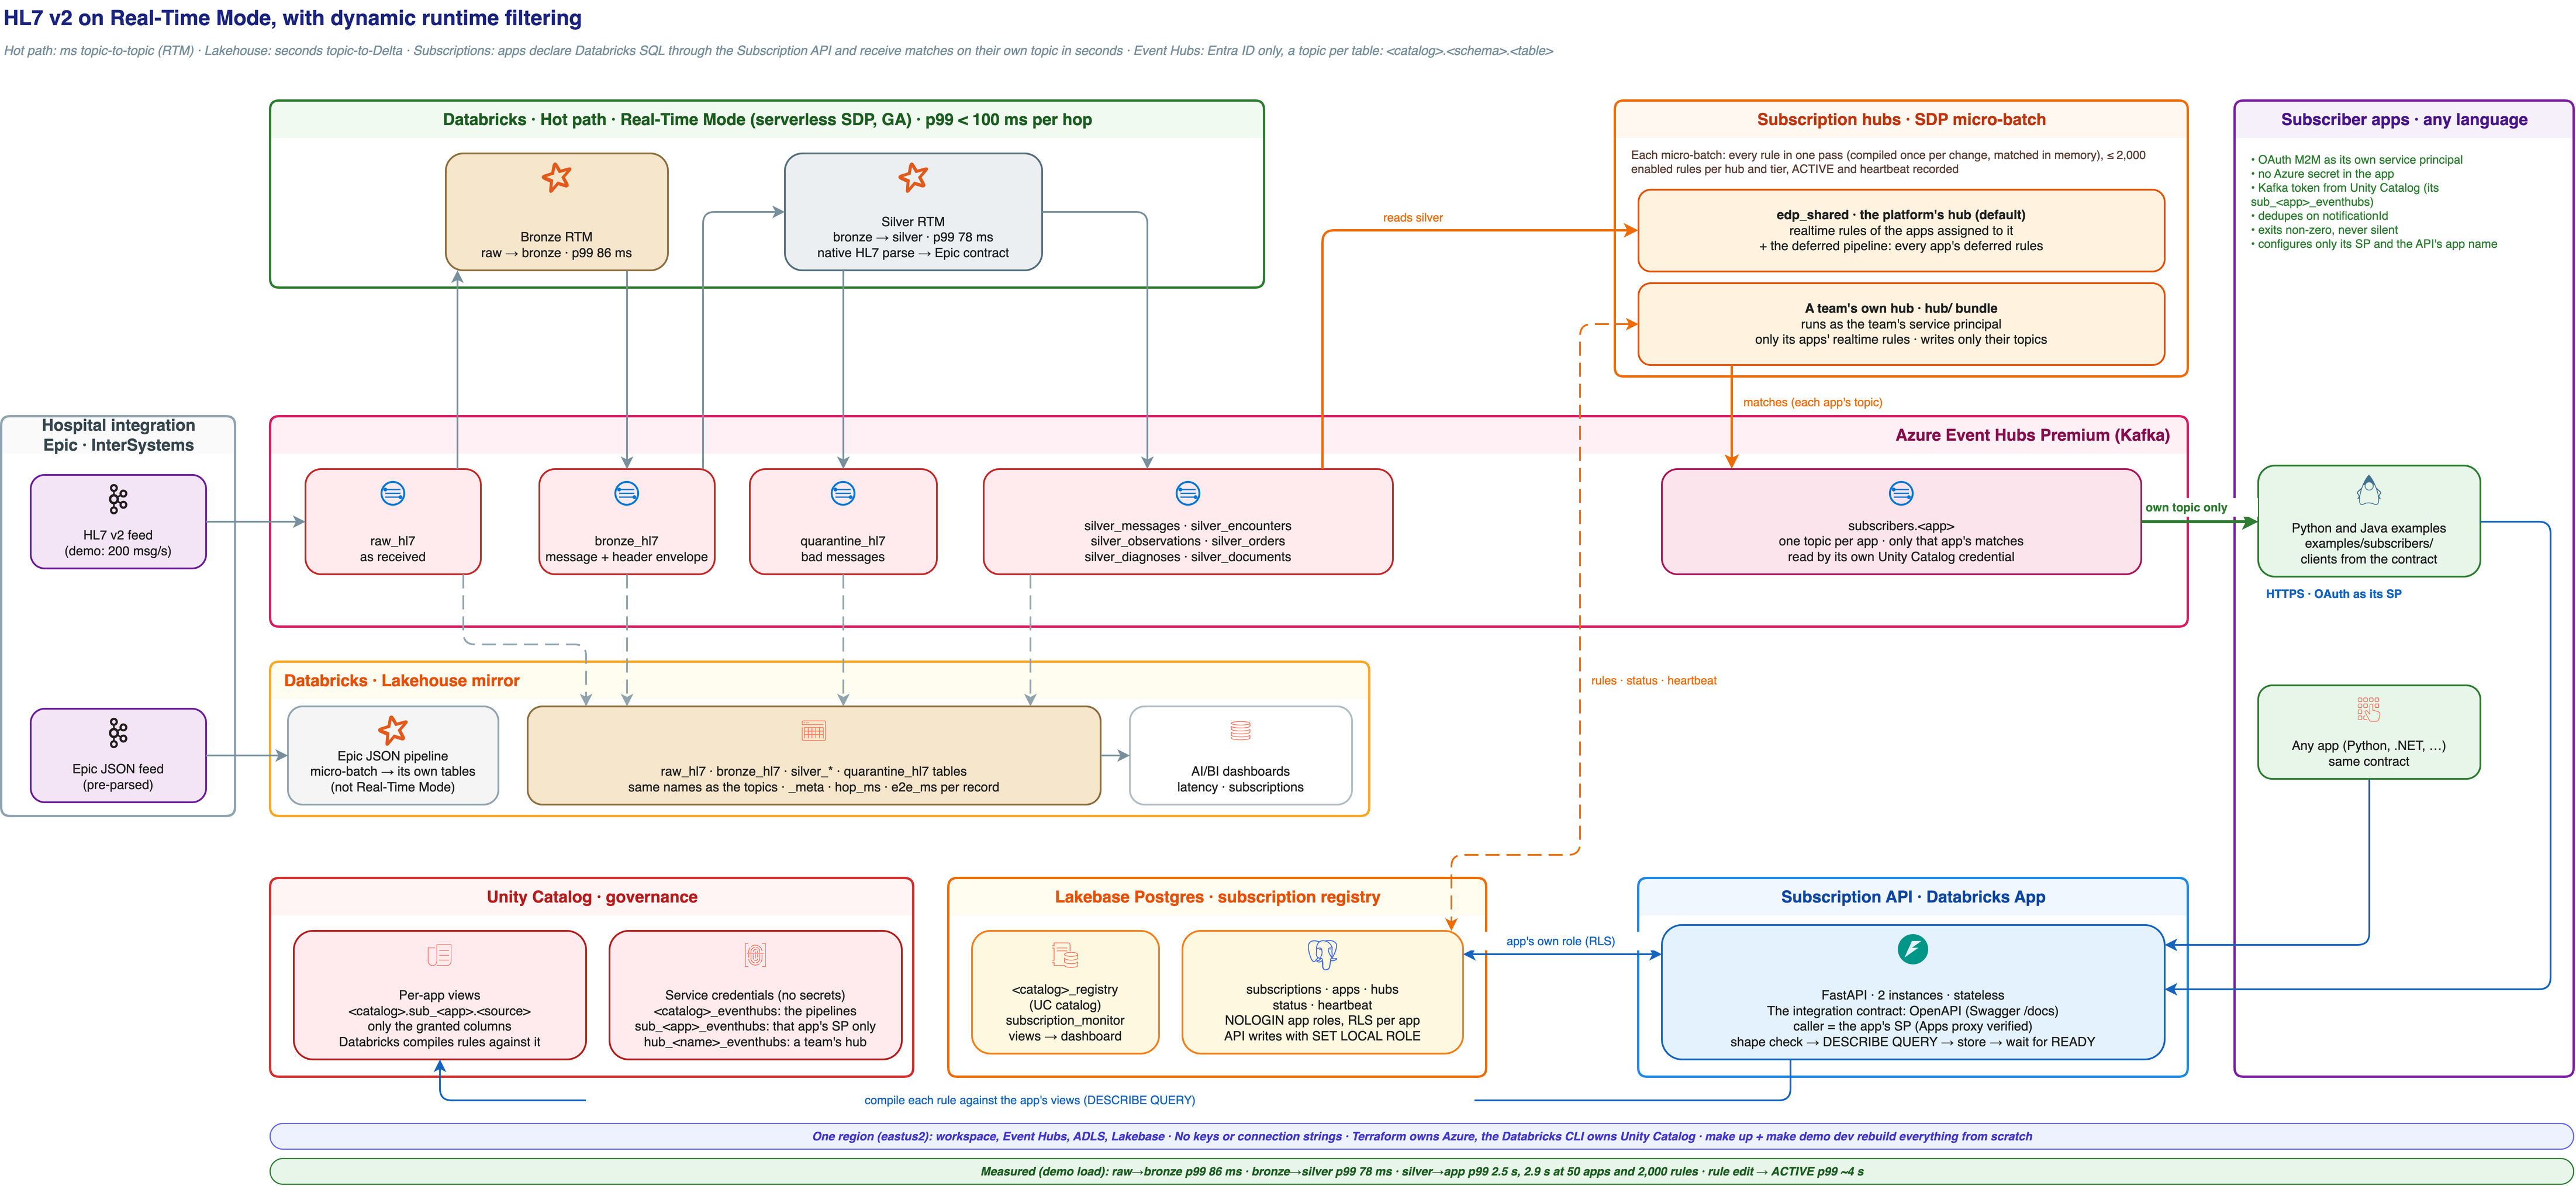 HL7 v2 on Real-Time Mode, with dynamic runtime filtering
Hot path: ms topic-to-topic (RTM) · Lakehouse: seconds topic-to-Delta · Subscriptions: apps declare Databricks SQL through the Subscription API and receive matches on their own topic in seconds · Event Hubs: Entra ID only, a topic per table: <catalog>.<schema>.<table>
Databricks · Hot path · Real-Time Mode (serverless SDP, GA) · p99 < 100 ms per hop
Bronze RTM
raw → bronze · p99 86 ms
Silver RTM
bronze → silver · p99 78 ms
native HL7 parse → Epic contract
Subscription hubs · SDP micro-batch
Each micro-batch: every rule in one pass (compiled once per change, matched in memory), ≤ 2,000
enabled rules per hub and tier, ACTIVE and heartbeat recorded
edp_shared · the platform's hub (default)
realtime rules of the apps assigned to it
+ the deferred pipeline: every app's deferred rules
A team's own hub · hub/ bundle
runs as the team's service principal
only its apps' realtime rules · writes only their topics
reads silver
matches (each app's topic)
Subscriber apps · any language
• OAuth M2M as its own service principal
• no Azure secret in the app
• Kafka token from Unity Catalog (its
sub_<app>_eventhubs)
• dedupes on notificationId
• exits non-zero, never silent
• configures only its SP and the API's app name
Hospital integration
Epic · InterSystems
HL7 v2 feed
(demo: 200 msg/s)
Epic JSON feed
(pre-parsed)
Azure Event Hubs Premium (Kafka)
raw_hl7
as received
bronze_hl7
message + header envelope
quarantine_hl7
bad messages
silver_messages · silver_encounters
silver_observations · silver_orders
silver_diagnoses · silver_documents
subscribers.<app>
one topic per app · only that app's matches
read by its own Unity Catalog credential
own topic only
Python and Java examples
examples/subscribers/
clients from the contract
HTTPS · OAuth as its SP
Any app (Python, .NET, …)
same contract
Databricks · Lakehouse mirror
Epic JSON pipeline
micro-batch → its own tables
(not Real-Time Mode)
raw_hl7 · bronze_hl7 · silver_* · quarantine_hl7 tables
same names as the topics · _meta · hop_ms · e2e_ms per record
AI/BI dashboards
latency · subscriptions
rules · status · heartbeat
Unity Catalog · governance
Per-app views
<catalog>.sub_<app>.<source>
only the granted columns
Databricks compiles rules against it
Service credentials (no secrets)
<catalog>_eventhubs: the pipelines
sub_<app>_eventhubs: that app's SP only
hub_<name>_eventhubs: a team's hub
Lakebase Postgres · subscription registry
<catalog>_registry
(UC catalog)
subscription_monitor
views → dashboard
subscriptions · apps · hubs
status · heartbeat
NOLOGIN app roles, RLS per app
API writes with SET LOCAL ROLE
app's own role (RLS)
Subscription API · Databricks App
FastAPI · 2 instances · stateless
The integration contract: OpenAPI (Swagger /docs)
caller = the app's SP (Apps proxy verified)
shape check → DESCRIBE QUERY → store → wait for READY
compile each rule against the app's views (DESCRIBE QUERY)
One region (eastus2): workspace, Event Hubs, ADLS, Lakebase · No keys or connection strings · Terraform owns Azure, the Databricks CLI owns Unity Catalog · make up + make demo dev rebuild everything from scratch
Measured (demo load): raw→bronze p99 86 ms · bronze→silver p99 78 ms · silver→app p99 2.5 s, 2.9 s at 50 apps and 2,000 rules · rule edit → ACTIVE p99 ~4 s